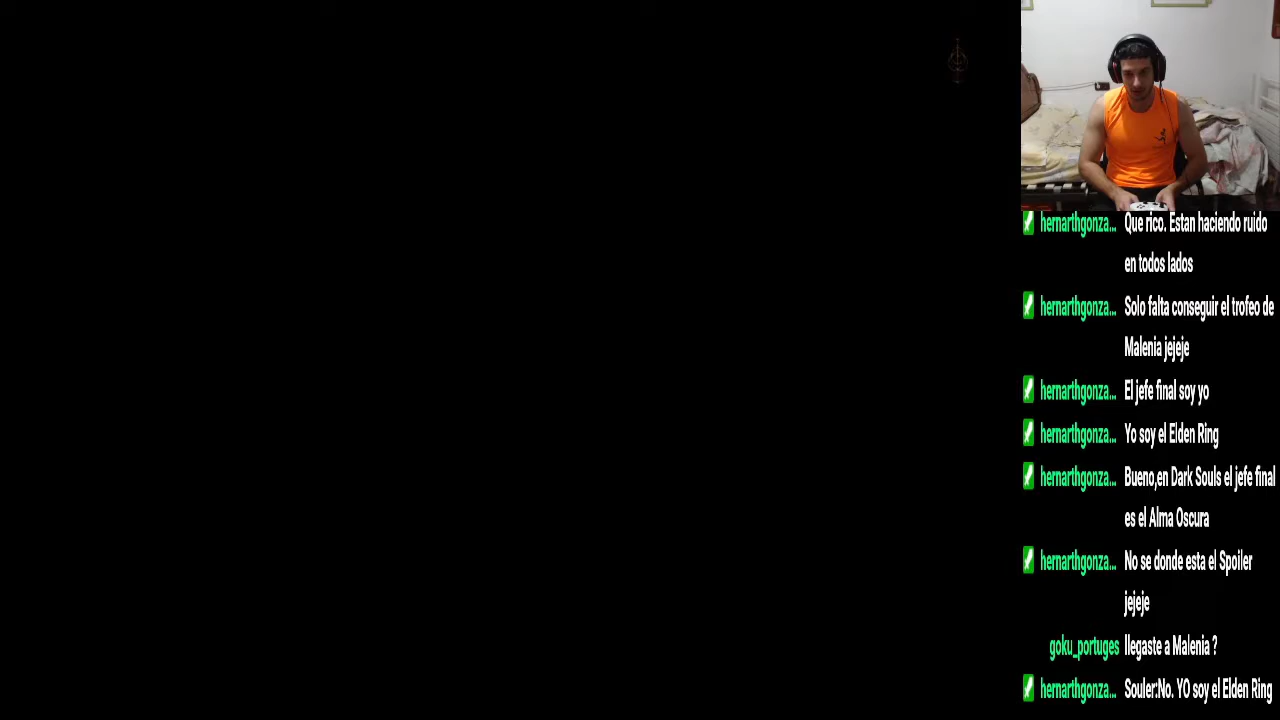 hernarthgonza... Que rico. Estan haciendo ruido
en todos lados
hernarthgonza... Solo falta conseguir el trofeo de
Malenia jejeje
hernarthgonza... El jefe final soy yo
hernarthgonza... Yo soy el Elden Ring
hernarthgonza... Bueno,en Dark Souls el jefe final
es el Alma Oscura
hernarthgonza... No se donde esta el Spoiler
jejeje
goku_portuges llegaste a Malenia ?
hernarthgonza... Souler:No. YO soy el Elden Ring